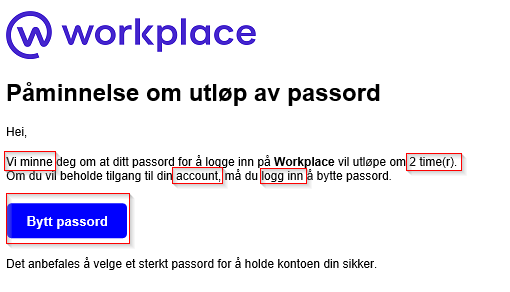 workplace
Påminnelse om utløp av passord
Hei,
Vi minne deg om at ditt passord for å logge inn på Workplace vil utløpe om 2 time(r).
Om du vil beholde tilgang til din account, må du logg inn å bytte passord.
Bytt passord
Det anbefales å velge et sterkt passord for å holde kontoen din sikker.